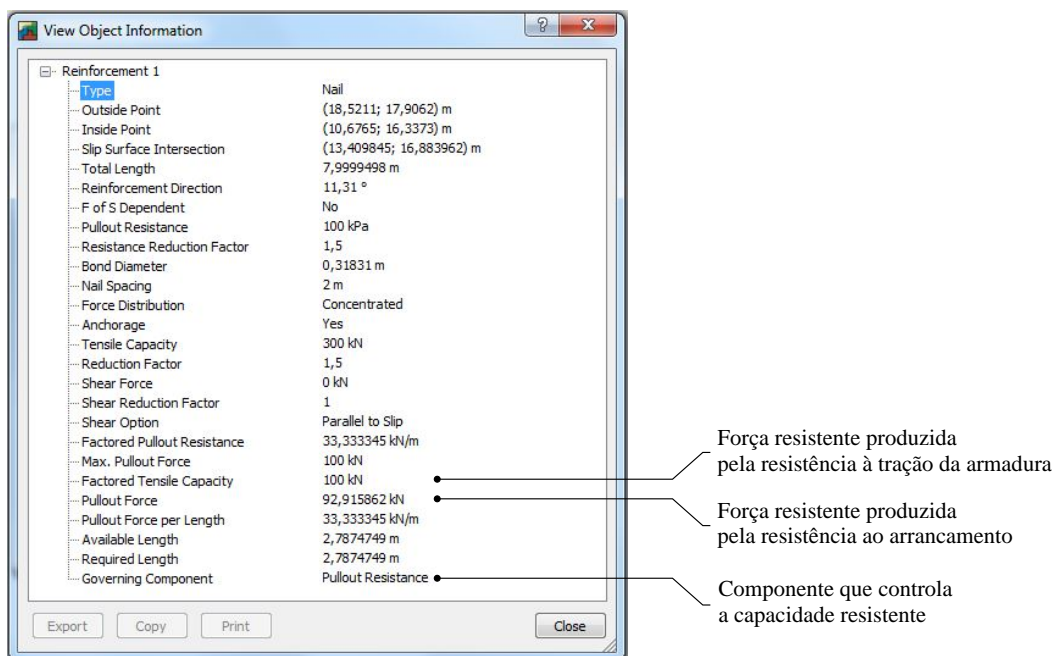 View Object Information
Reinforcement 1
Type Nail
Outside Point (18,5211; 17,9062) m
Inside Point (10,6765; 16,3373) m
Slip Surface Intersection (13,409845; 16,883962) m
Total Length 7,9999498 m
Reinforcement Direction 11,31 °
F of S Dependent No
Pullout Resistance 100 kPa
Resistance Reduction Factor 1,5
Bond Diameter 0,31831 m
Nail Spacing 2 m
Force Distribution Concentrated
Anchorage Yes
Tensile Capacity 300 kN
Reduction Factor 1,5
Shear Force 0 kN
Shear Reduction Factor 1
Shear Option Parallel to Slip
Factored Pullout Resistance 33,333345 kN/m
Max. Pullout Force 100 kN
Factored Tensile Capacity 100 kN
Pullout Force 92,915862 kN
Pullout Force per Length 33,333345 kN/m
Available Length 2,7874749 m
Required Length 2,7874749 m
Governing Component Pullout Resistance
Export Copy Print Close
Força resistente produzida
pela resistência à tração da armadura
Força resistente produzida
pela resistência ao arrancamento
Componente que controla
a capacidade resistente